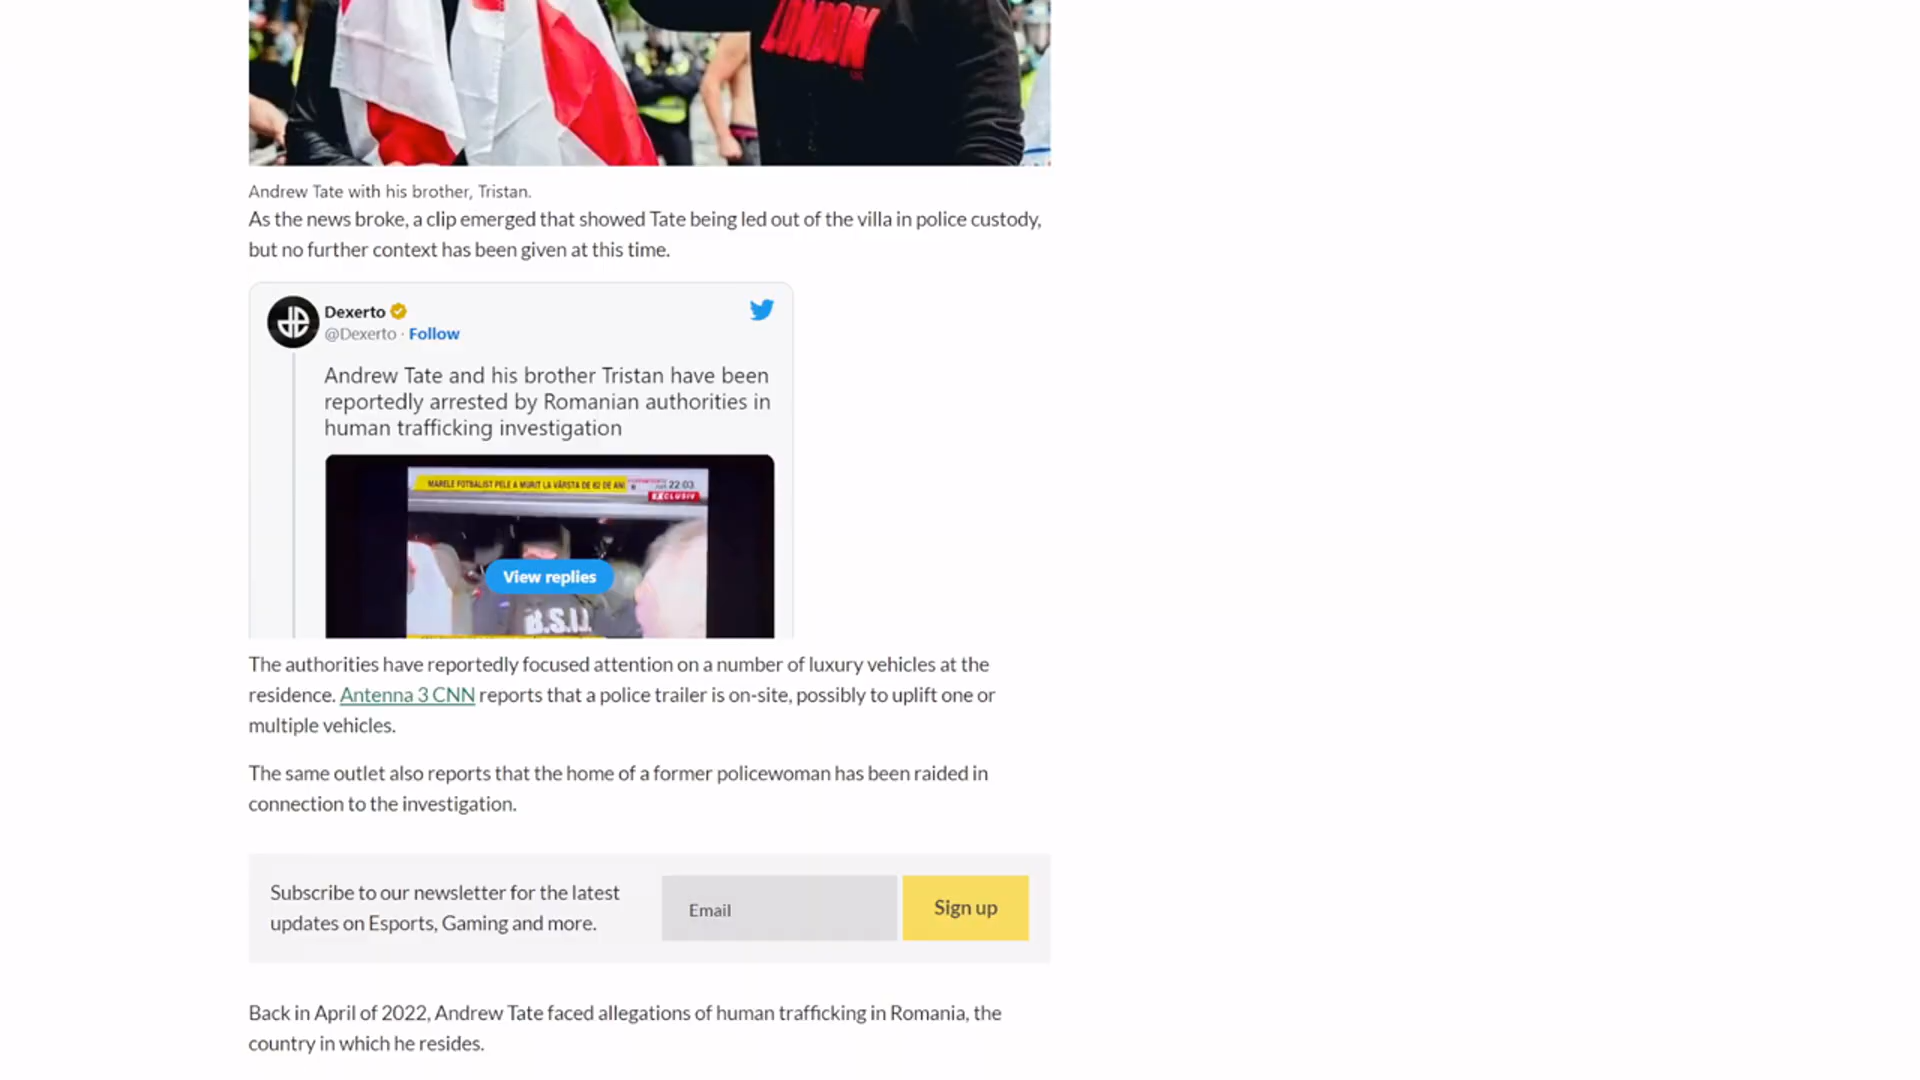 LONDON
Andrew Tate with his brother, Tristan.
As the news broke, a clip emerged that showed Tate being led out of the villa in police custody,
but no further context has been given at this time.
Dexerto
@Dexerto · Follow
Andrew Tate and his brother Tristan have been
reportedly arrested by Romanian authorities in
human trafficking investigation
MARELE FOTBALIST PELE A MURIT LA VÂRSTA DE 82 DE ANI
22:03
EXCLUSIV
View replies
B.S.I.J.
The authorities have reportedly focused attention on a number of luxury vehicles at the
residence. Antenna 3 CNN reports that a police trailer is on-site, possibly to uplift one or
multiple vehicles.
The same outlet also reports that the home of a former policewoman has been raided in
connection to the investigation.
Subscribe to our newsletter for the latest
updates on Esports, Gaming and more.
Email
Sign up
Back in April of 2022, Andrew Tate faced allegations of human trafficking in Romania, the
country in which he resides.